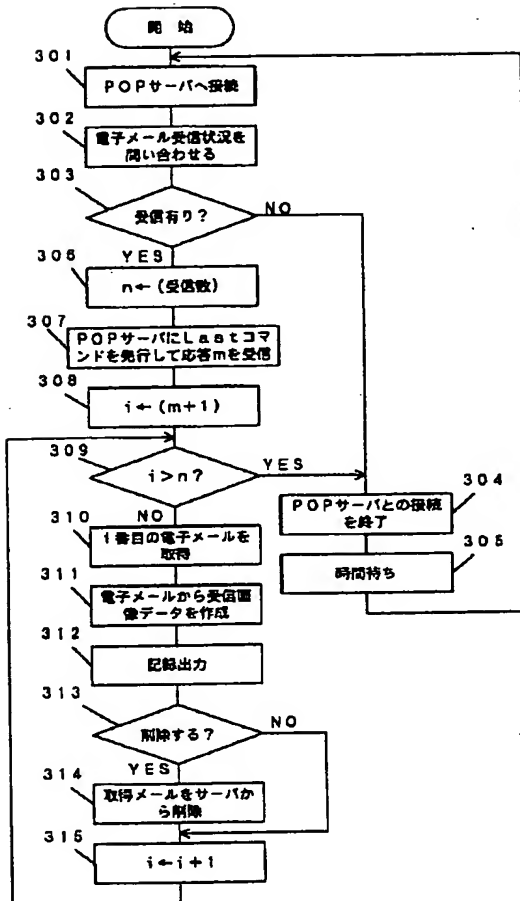 開 始
301
POPサーバへ接続
302
電子メール受信状況を
問い合わせる
303
受信有り?
NO
YES
306
n←(受信数)
307
POPサーバにLastコマ
ンドを発行して応答mを受信
308
i←(m+1)
309
i>n?
YES
304
POPサーバとの接続
を終了
305
時間待ち
NO
310
i番目の電子メールを
取得
311
電子メールから受信画
像データを作成
312
記録出力
313
削除する?
NO
YES
314
取得メールをサーバか
ら削除
315
i←i+1